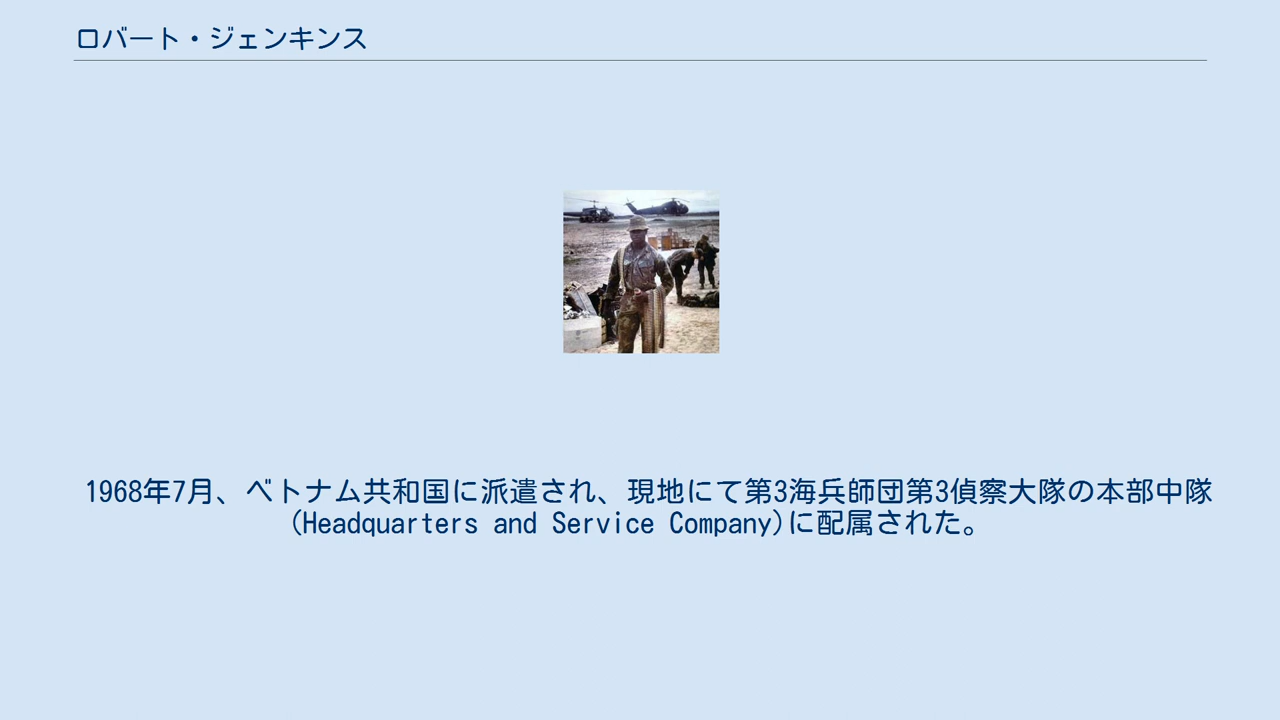 ロバート・ジェンキンス
1968年7月、ベトナム共和国に派遣され、現地にて第3海兵師団第3偵察大隊の本部中隊
(Headquarters and Service Company)に配属された。